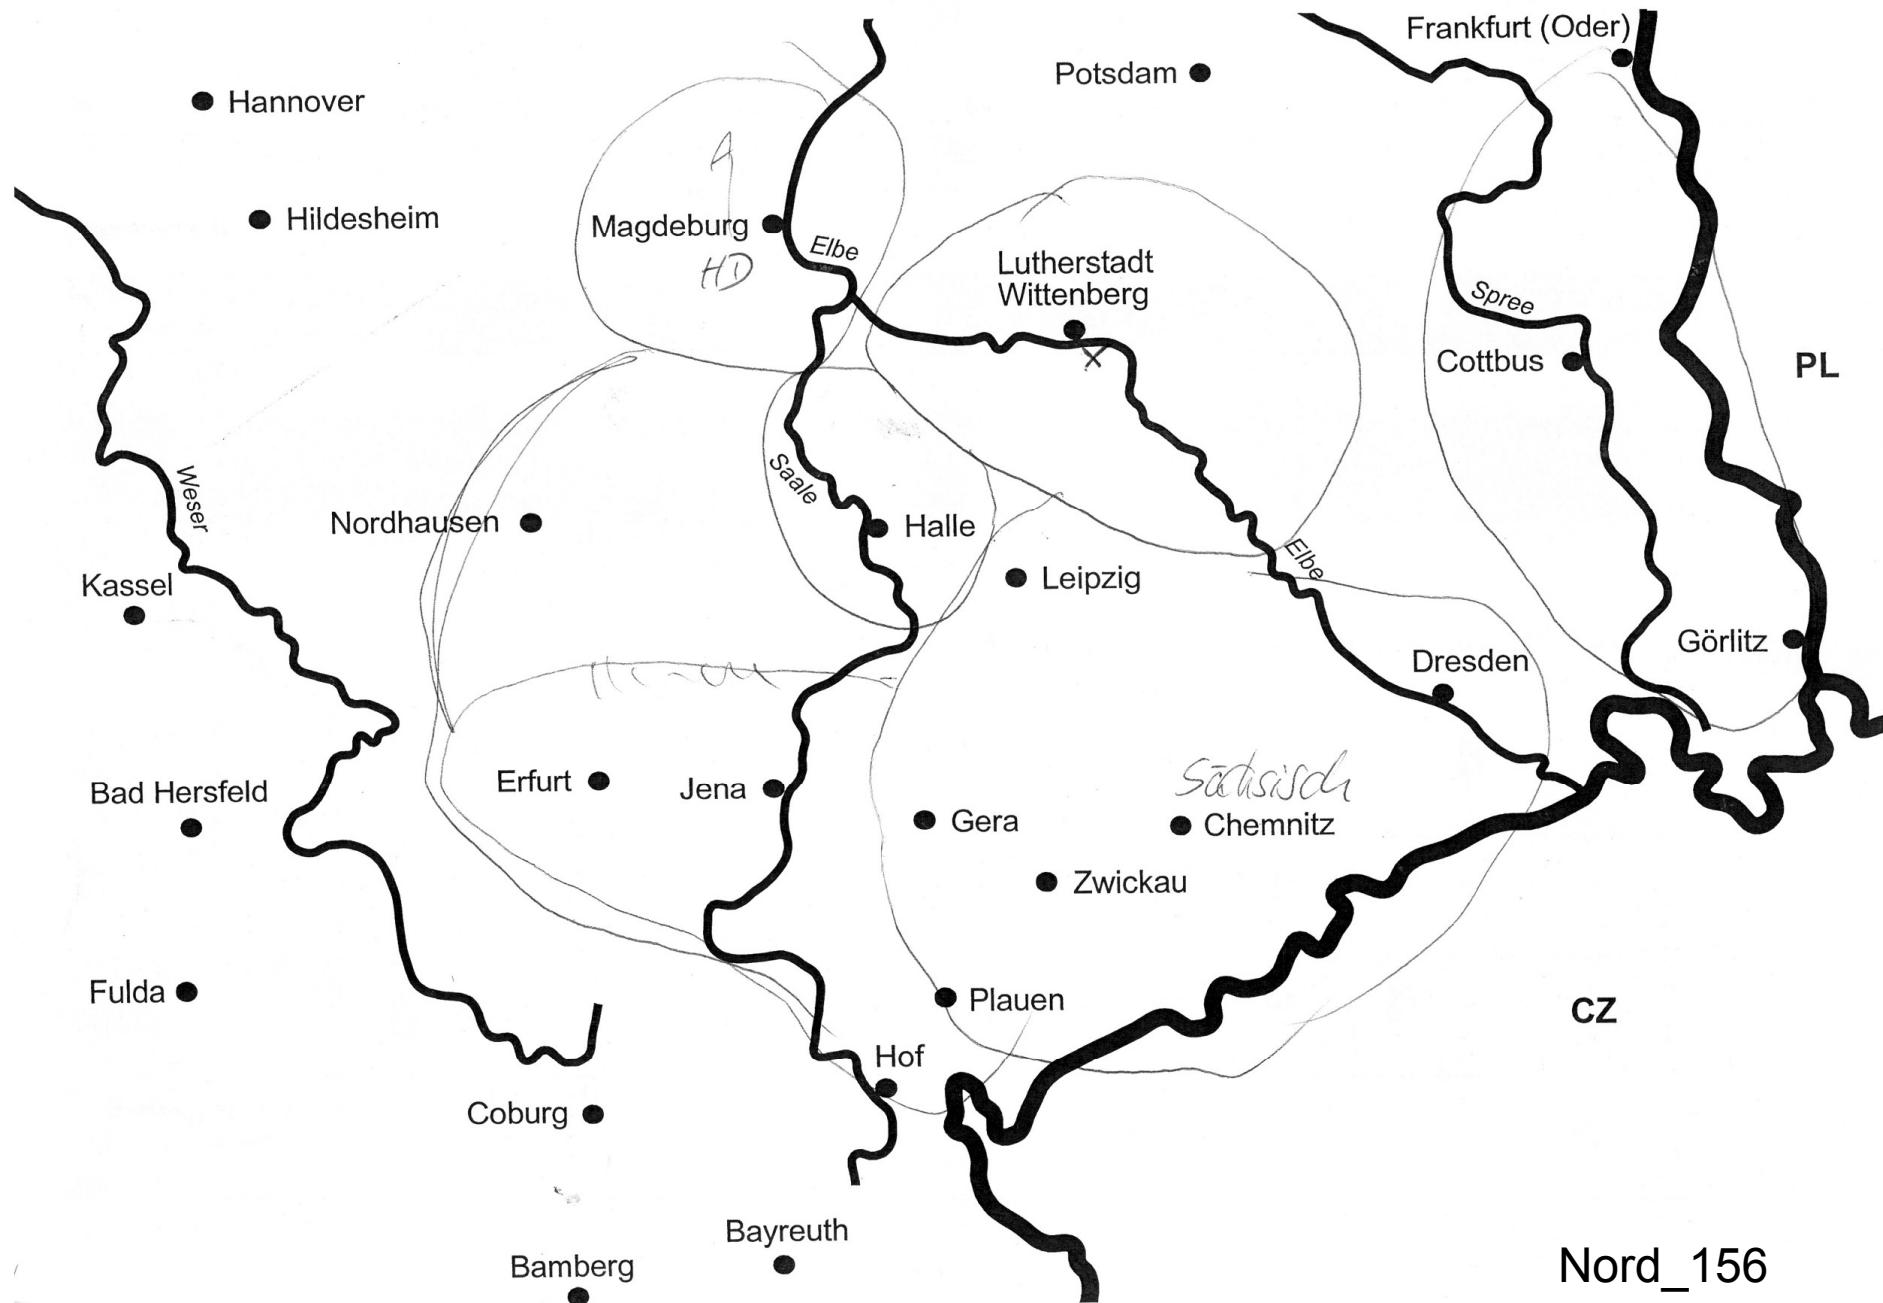 Frankfurt (Oder)
Potsdam
Hannover
Hildesheim
Magdeburg
HD
Elbe
Lutherstadt
Wittenberg
Spree
Cottbus
PL
Weser
Saale
Nordhausen
Halle
Leipzig
Elbe
Kassel
Görlitz
Dresden
Erfurt
Jena
Sächsisch
Bad Hersfeld
Gera
Chemnitz
Zwickau
Fulda
Plauen
CZ
Hof
Coburg
Bayreuth
Bamberg
Nord_156